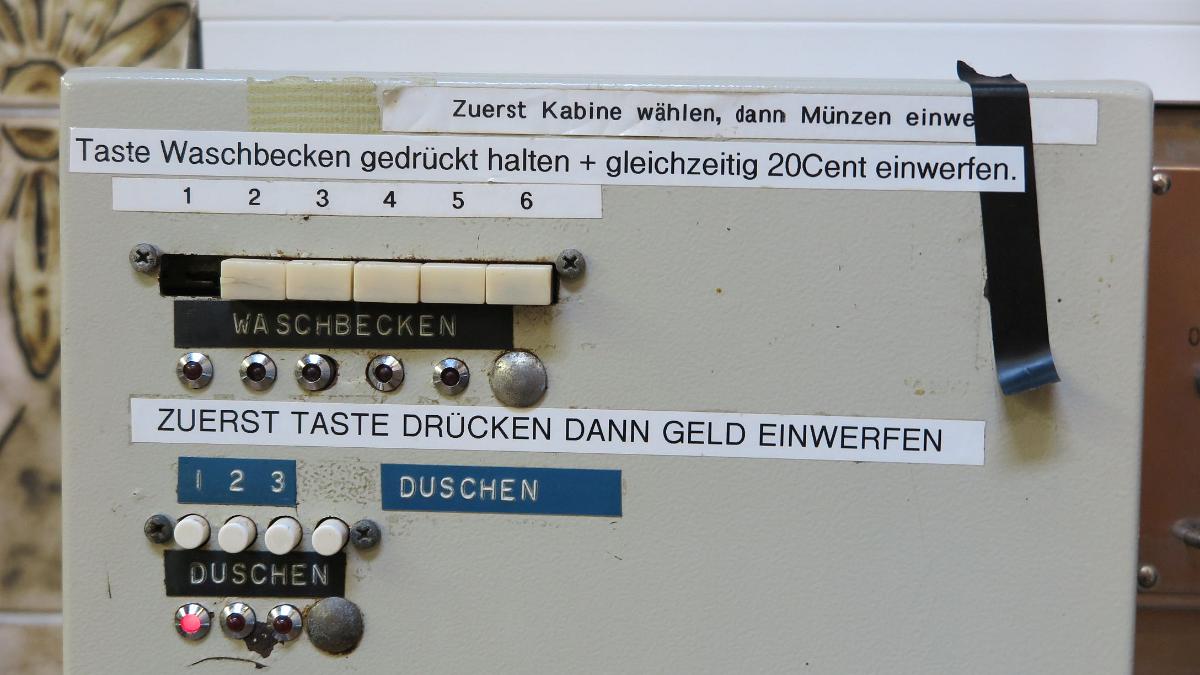 Zuerst Kabine wählen, dann Münzen einwe
Taste Waschbecken gedrückt halten + gleichzeitig 20Cent einwerfen.
1 2 3 4 5 6
WASCHBECKEN
ZUERST TASTE DRÜCKEN DANN GELD EINWERFEN
1 2 3 DUSCHEN
DUSCHEN